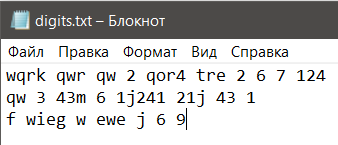 digits.txt – Блокнот
Файл Правка Формат Вид Справка
wqrk qwr qw 2 qor4 tre 2 6 7 124
qw 3 43m 6 1j241 21j 43 1
f wieg w ewe j 6 9